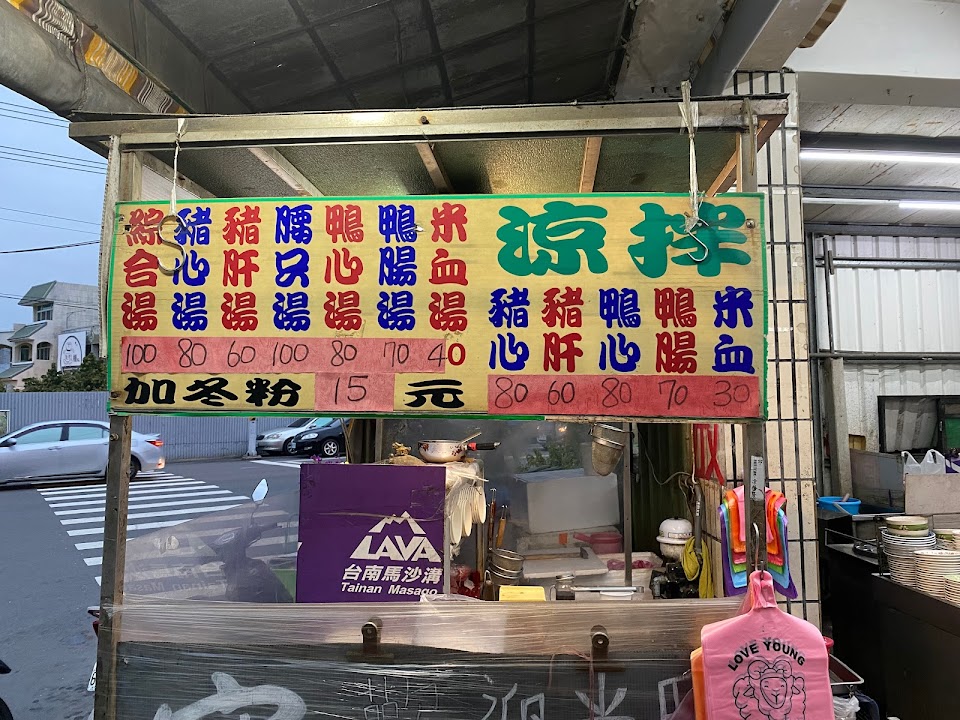 綜合湯 100
豬心湯 80
豬肝湯 60
腰只湯 100
鴨心湯 80
鴨腸湯 70
米血湯 40
加冬粉 15 元
涼拌
豬心 80
豬肝 60
鴨心 80
鴨腸 70
米血 30
LAVA
台南馬沙溝
Tainan Masago
LOVE YOUNG